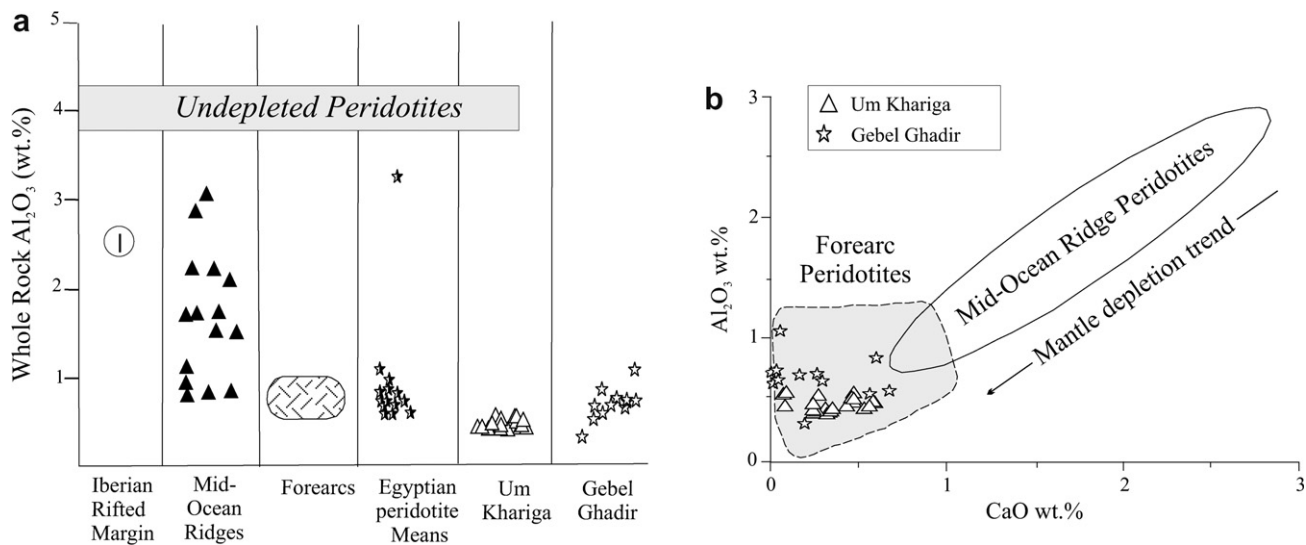 a
Whole Rock Al₂O₃ (wt.%)
5
4
3
2
1
Undepleted Peridotites
Iberian
Rifted
Margin
Mid-
Ocean
Ridges
Forearcs
Egyptian
peridotite
Means
Um
Khariga
Gebel
Ghadir
b
Al₂O₃ wt.%
3
2
1
0
Um Khariga
Gebel Ghadir
Forearc
Peridotites
Mid-Ocean Ridge Peridotites
Mantle depletion trend
0
1
2
3
CaO wt.%